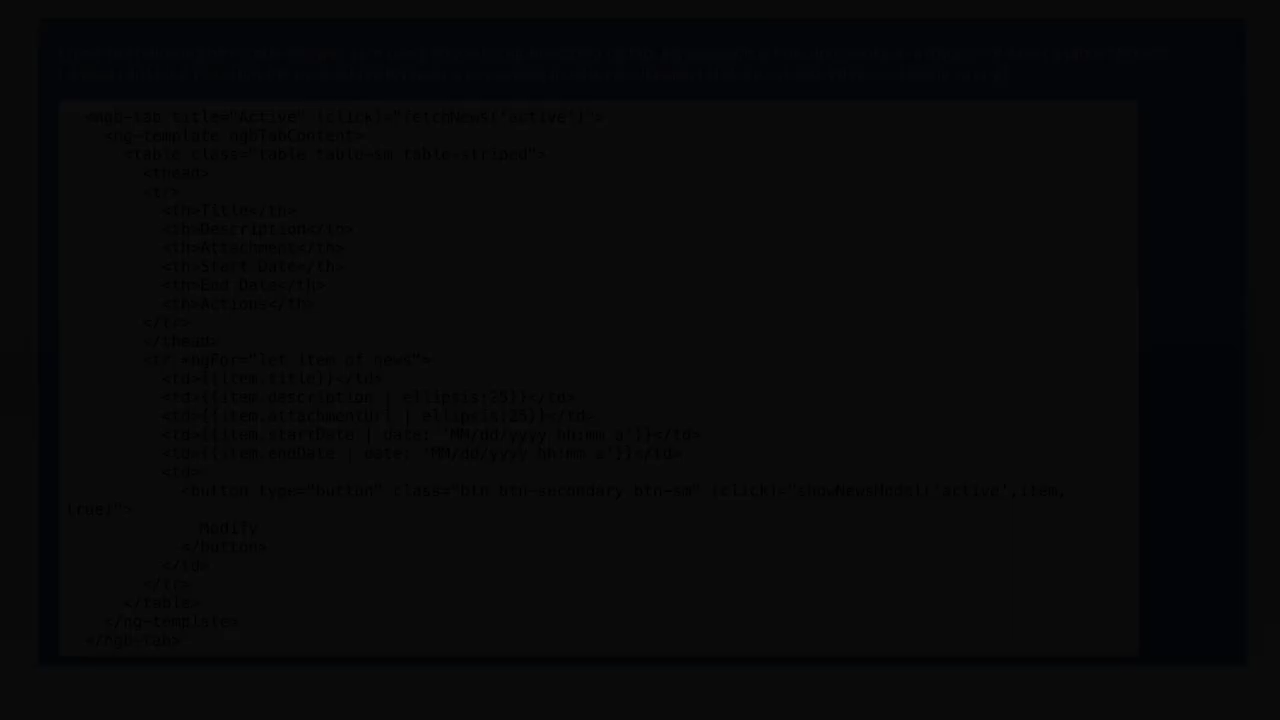 <ngb-tab title="Active" (click)="fetchNews('active')">
<ng-template ngbTabContent>
<table class="table table-sm table-striped">
<thead>
<tr>
<th>Title</th>
<th>Description</th>
<th>Attachment</th>
<th>Start Date</th>
<th>End Date</th>
<th>Actions</th>
</tr>
</thead>
<tr *ngFor="let item of news">
<td>{{item.title}}</td>
<td>{{item.description | ellipsis:25}}</td>
<td>{{item.attachmentUrl | ellipsis:25}}</td>
<td>{{item.startDate | date: 'MM/dd/yyyy hh:mm a'}}</td>
<td>{{item.endDate | date: 'MM/dd/yyyy hh:mm a'}}</td>
<td>
<button type="button" class="btn btn-secondary btn-sm" (click)="showNewsModal('active',item,
true)">
Modify
</button>
</td>
</tr>
</table>
</ng-template>
</ngb-tab>